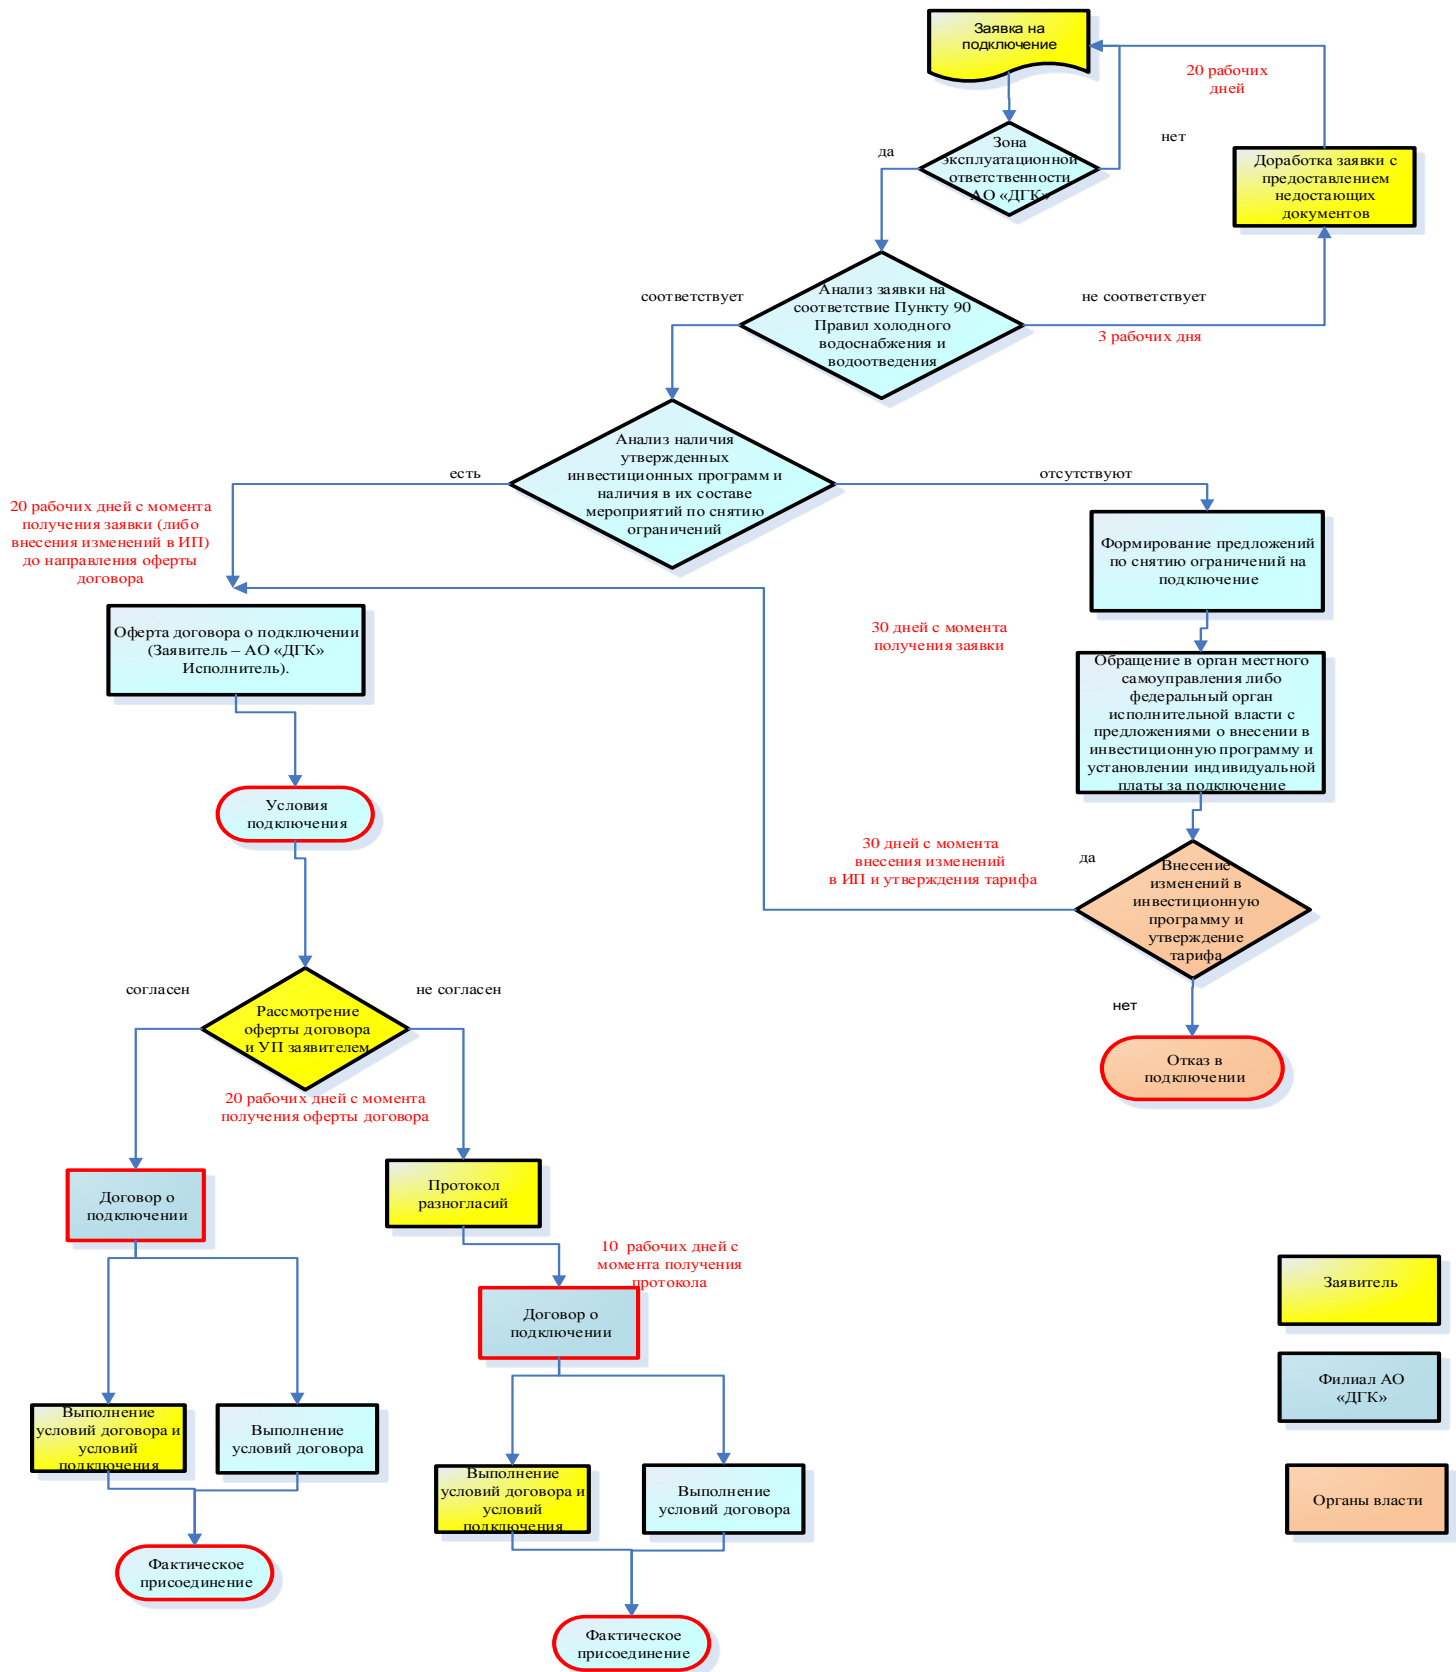 Заявка на
подключение
20 рабочих
дней
нет
да
Зона
эксплуатационной
ответственности
АО «ДГК»
Доработка заявки с
предоставлением
недостающих
документов
соответствует
Анализ заявки на
соответствие Пункту 90
Правил холодного
водоснабжения и
водоотведения
не соответствует
3 рабочих дня
Анализ наличия
утвержденных
инвестиционных программ и
наличия в их составе
мероприятий по снятию
ограничений
есть
отсутствуют
20 рабочих дней с момента
получения заявки (либо
внесения изменений в ИП)
до направления оферты
договора
Формирование предложений
по снятию ограничений на
подключение
Оферта договора о подключении
(Заявитель – АО «ДГК»
Исполнитель).
30 дней с момента
получения заявки
Обращение в орган местного
самоуправления либо
федеральный орган
исполнительной власти с
предложениями о внесении в
инвестиционную программу и
установлении индивидуальной
платы за подключение
Условия
подключения
30 дней с момента
внесения изменений
в ИП и утверждения тарифа
да
Внесение
изменений в
инвестиционную
программу и
утверждение
тарифа
нет
Отказ в
подключении
согласен
не согласен
Рассмотрение
оферты договора
и УП заявителем
20 рабочих дней с момента
получения оферты договора
Договор о
подключении
Протокол
разногласий
10  рабочих дней с
момента получения
протокола
Договор о
подключении
Выполнение
условий договора и
условий
подключения
Выполнение
условий договора
Выполнение
условий договора и
условий
подключения
Выполнение
условий договора
Фактическое
присоединение
Фактическое
присоединение
Заявитель
Филиал АО
«ДГК»
Органы власти